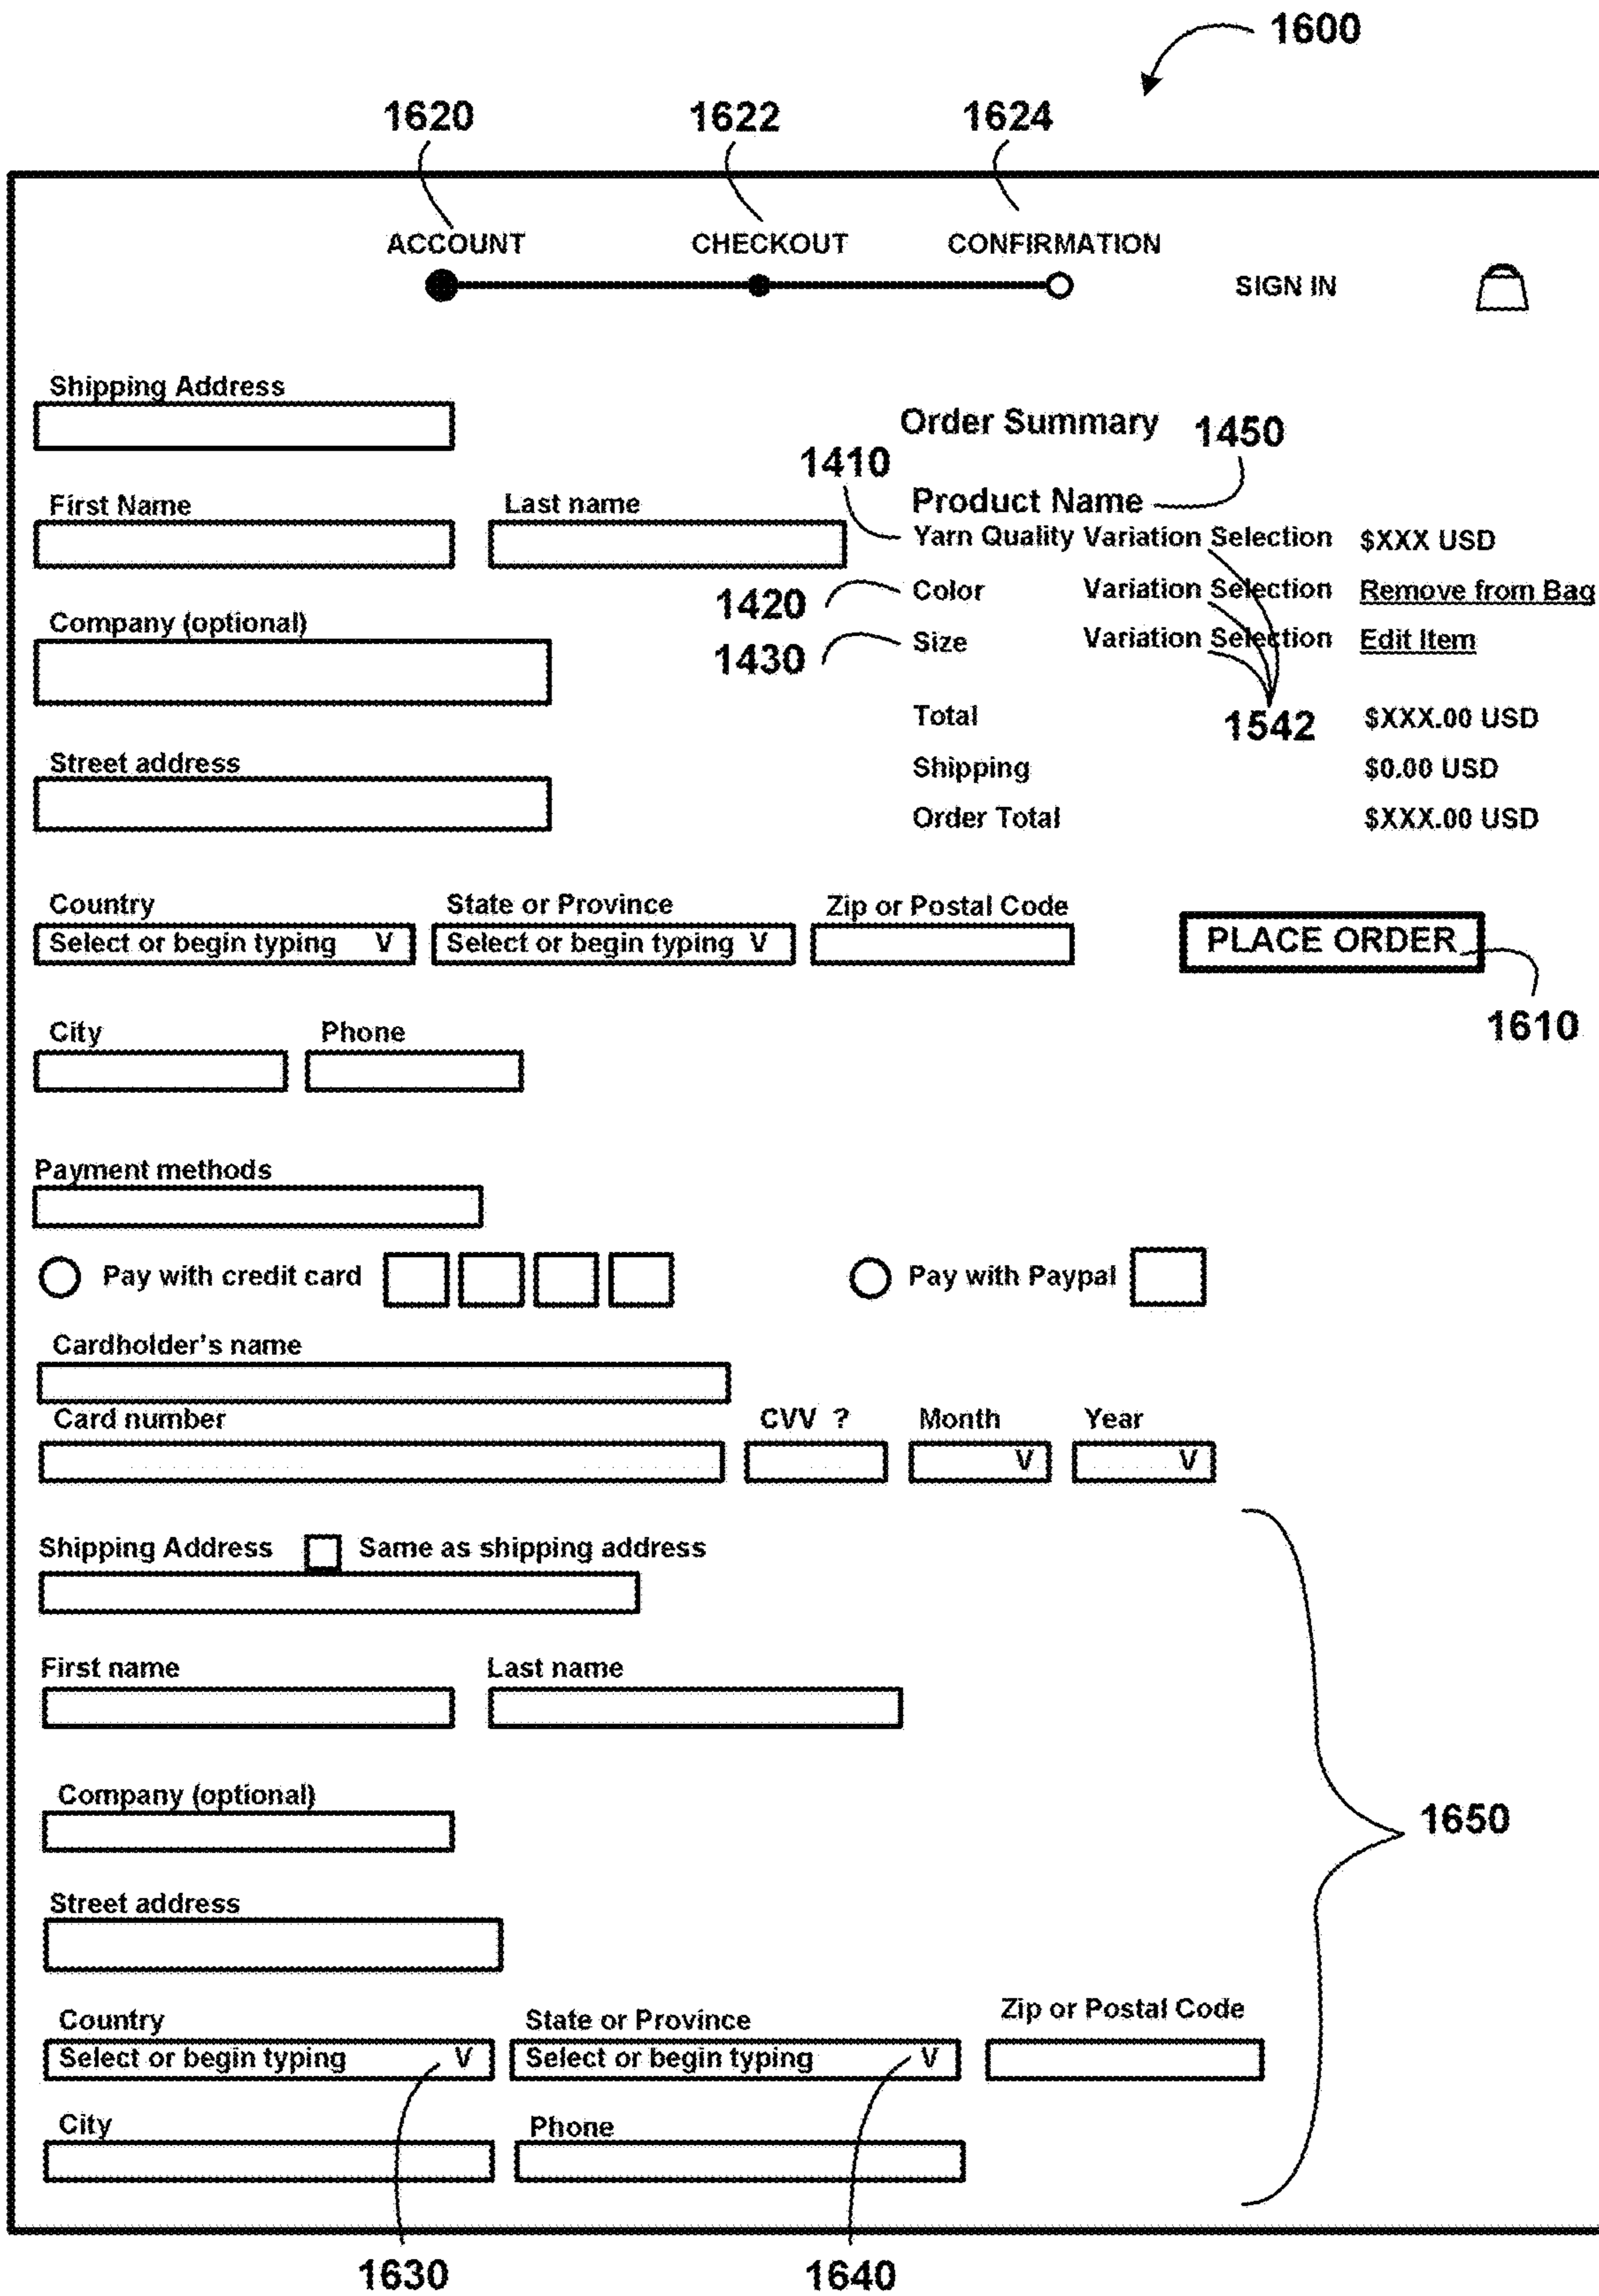 1600
1620 1622 1624
ACCOUNT CHECKOUT CONFIRMATION
SIGN IN
Shipping Address
Order Summary 1450
1410
First Name Last name Product Name
Yarn Quality Variation Selection $XXX USD
1420 Color Variation Selection Remove from Bag
Company (optional)
1430 Size Variation Selection Edit Item
Total 1542 $XXX.00 USD
Street address Shipping $0.00 USD
Order Total $XXX.00 USD
Country State or Province Zip or Postal Code
Select or begin typing V Select or begin typing V PLACE ORDER
1610
City Phone
Payment methods
Pay with credit card Pay with Paypal
Cardholder's name
Card number CVV ? Month Year
V V
Shipping Address Same as shipping address
First name Last name
Company (optional)
1650
Street address
Country State or Province Zip or Postal Code
Select or begin typing V Select or begin typing V
City Phone
1630 1640